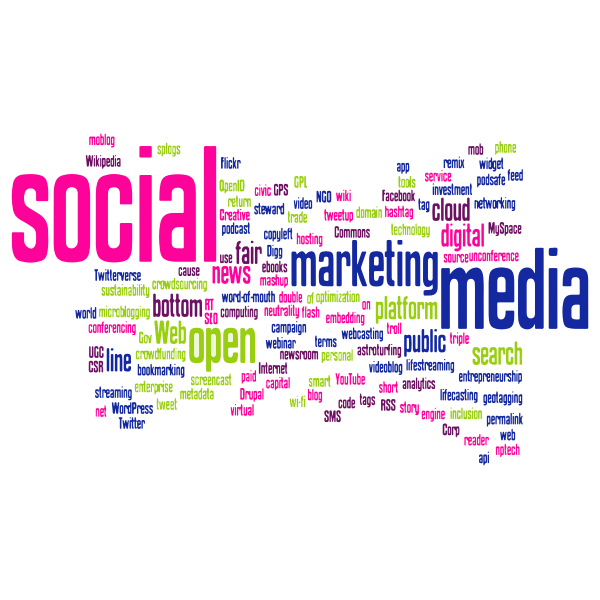 moblog
splogs
Wikipedia
flickr
social
OpenID
civic
GPS
GPL
return
Creative
steward
video
NGO
wiki
trade
tweetup
podcast
copyleft
hosting
Commons
domain
Facebook
hashtag
app
tools
tag
service
remix
mob
phone
widget
podsafe
feed
investment
cloud
networking
technology
digital
MySpace
source
unconference
use
fair
Digg
news
ebooks
mashup
marketing
media
Twitterverse
cause
crowdsourcing
sustainability
word-of-mouth
double
of
optimization
on
platform
world
microblogging
bottom
RT
SEO
computing
neutrality
flash
embedding
conferencing
Gov
Web
open
campaign
webinar
terms
webcasting
troll
public
triple
UGC
CSR
line
crowdfunding
bookmarking
newsroom
personal
astroturfing
search
Internet
videoblog
lifestreaming
entrepreneurship
streaming
enterprise
screencast
metadata
paid
capital
smart
YouTube
short
analytics
net
WordPress
tweet
Twitter
Drupal
virtual
wi-fi
blog
code
tags
RSS
story
engine
lifecasting
geotagging
inclusion
permalink
SMS
Corp
reader
web
nptech
api